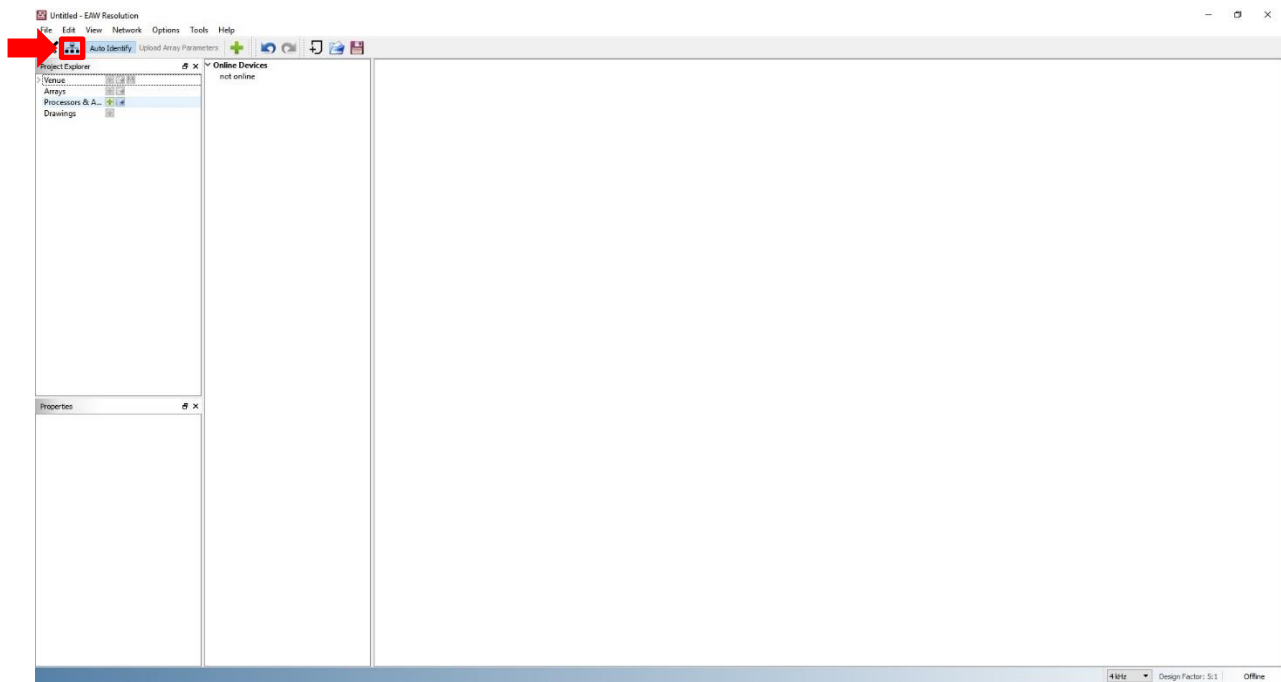 Untitled - EAW Resolution
File Edit View Network Options Tools Help
Auto Identify Upload Array Parameters
Project Explorer
Venue
Arrays
Processors & A...
Drawings
Online Devices
not online
Properties
4 kHz Design Factor: 5:1 Offline